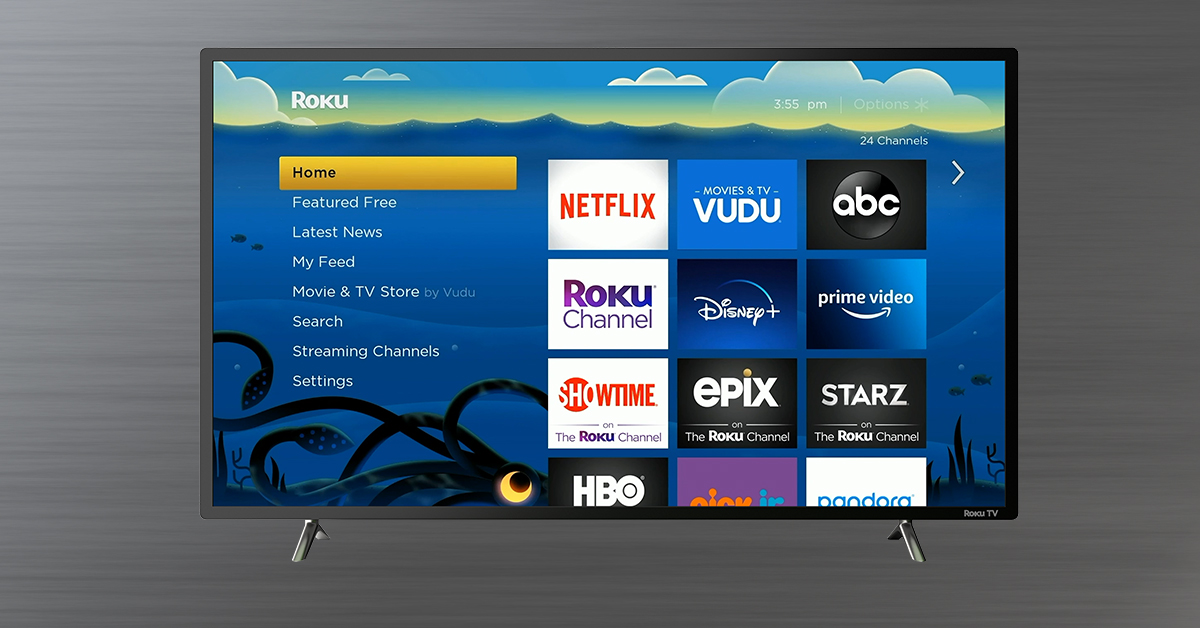 Roku
3:55 pm | Options
24 Channels
Home
Featured Free
Latest News
My Feed
Movie & TV Store by Vudu
Search
Streaming Channels
Settings
NETFLIX
– MOVIES & TV –
VUDU
abc
Roku
Channel
Disney+
prime video
SHOWTIME
on
The Roku Channel
epix
on
The Roku Channel
STARZ
on
The Roku Channel
HBO
nick jr.
pandora
Roku TV